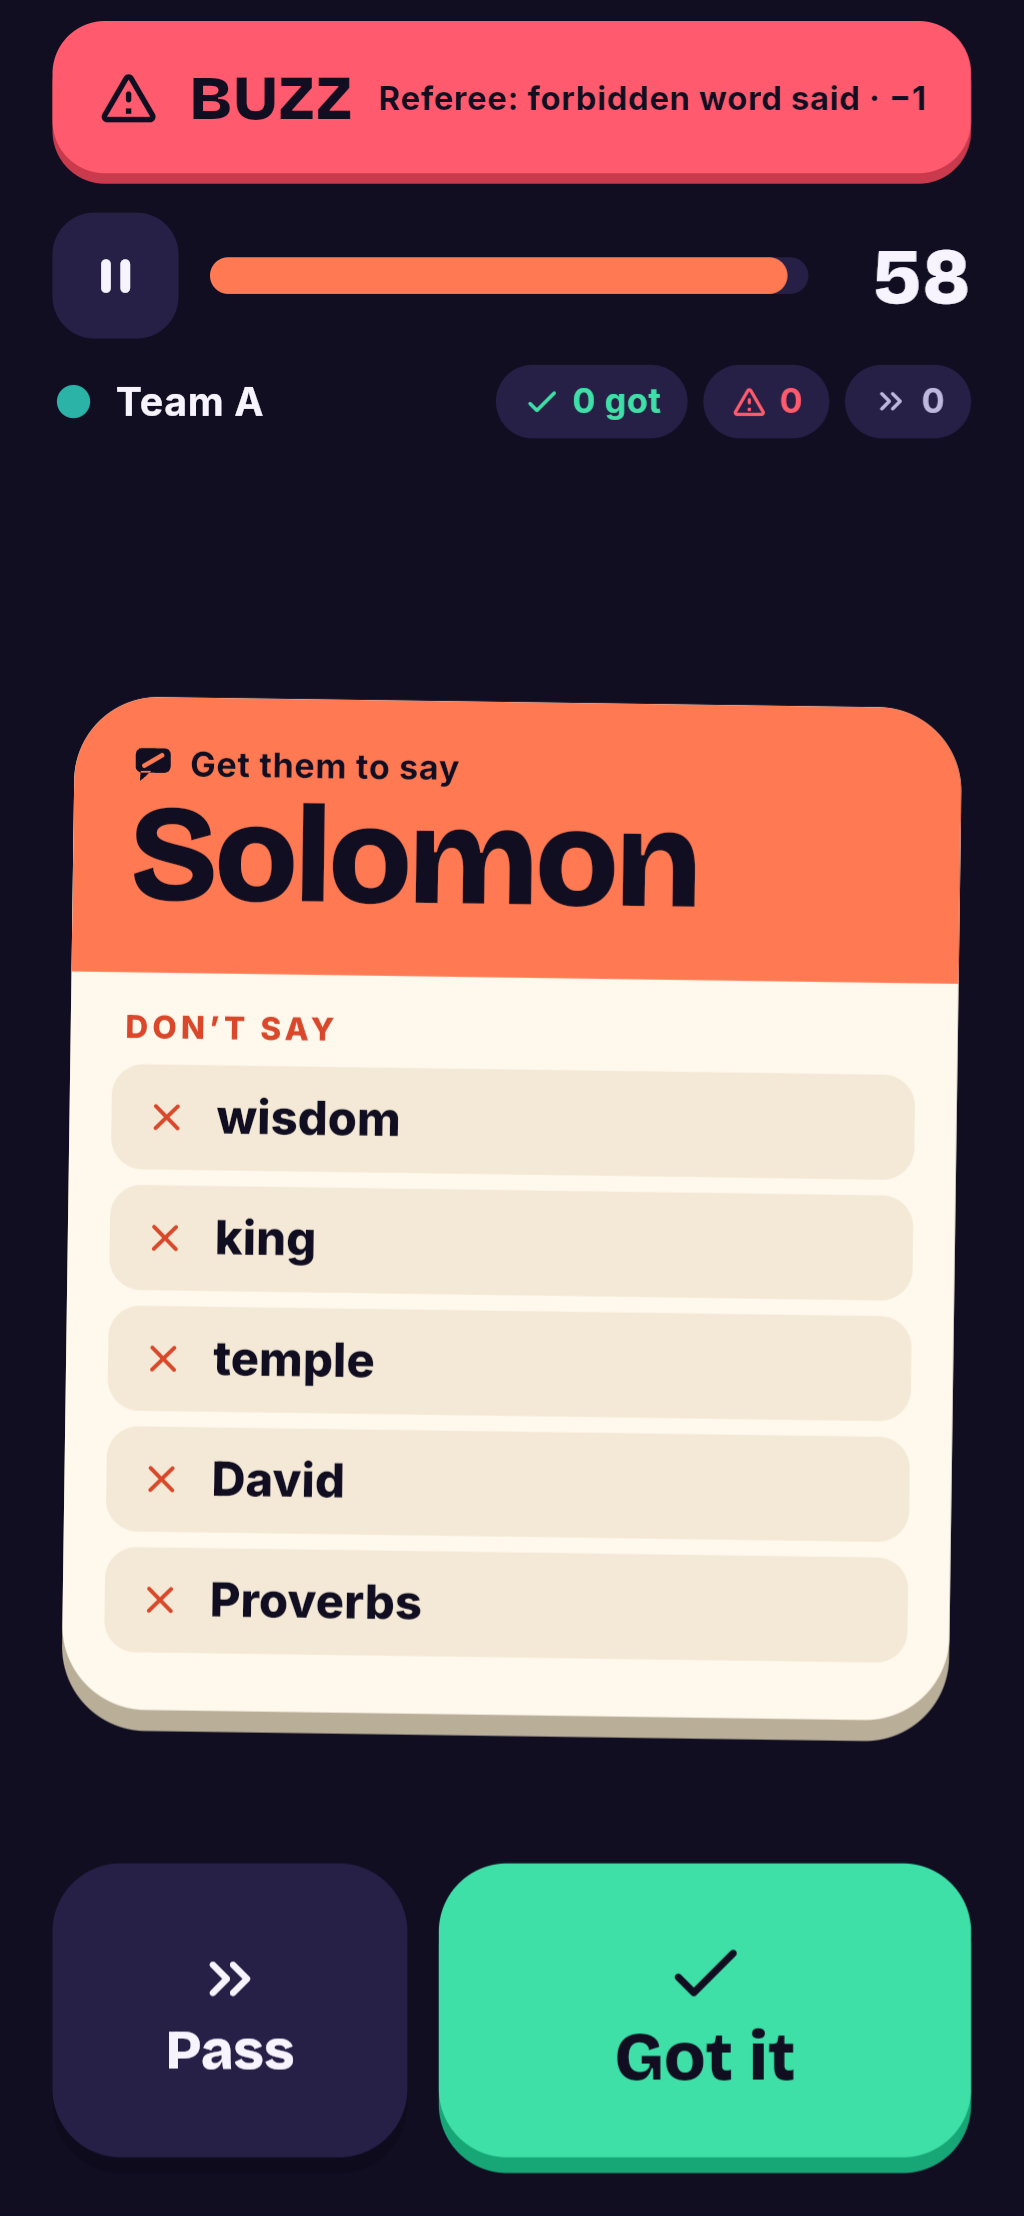 BUZZ Referee: forbidden word said · −1
58
Team A
0 got
0
0
Get them to say
Solomon
DON’T SAY
wisdom
king
temple
David
Proverbs
Pass
Got it